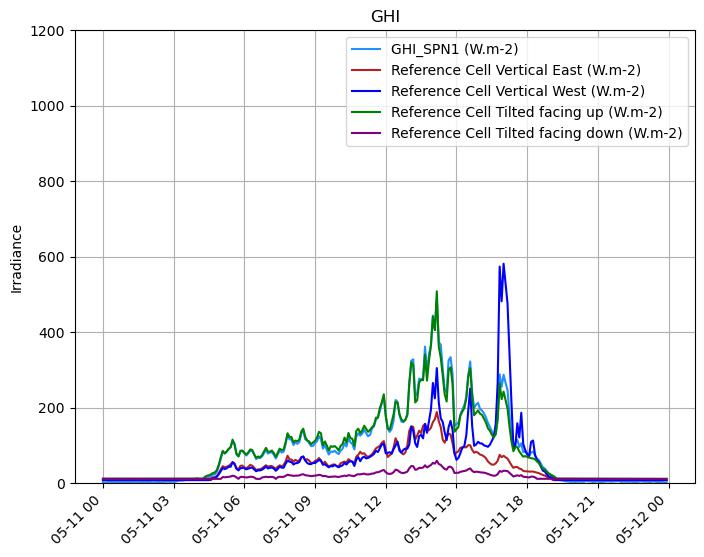 GHI
1200
1000
800
600
400
200
0
Irradiance
GHI_SPN1 (W.m-2)
Reference Cell Vertical East (W.m-2)
Reference Cell Vertical West (W.m-2)
Reference Cell Tilted facing up (W.m-2)
Reference Cell Tilted facing down (W.m-2)
05-11 00
05-11 03
05-11 06
05-11 09
05-11 12
05-11 15
05-11 18
05-11 21
05-12 00